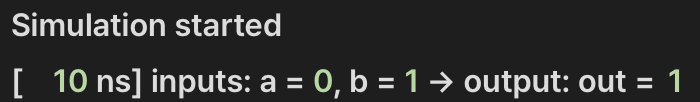 Simulation started
[    10 ns] inputs: a = 0, b = 1 → output: out = 1